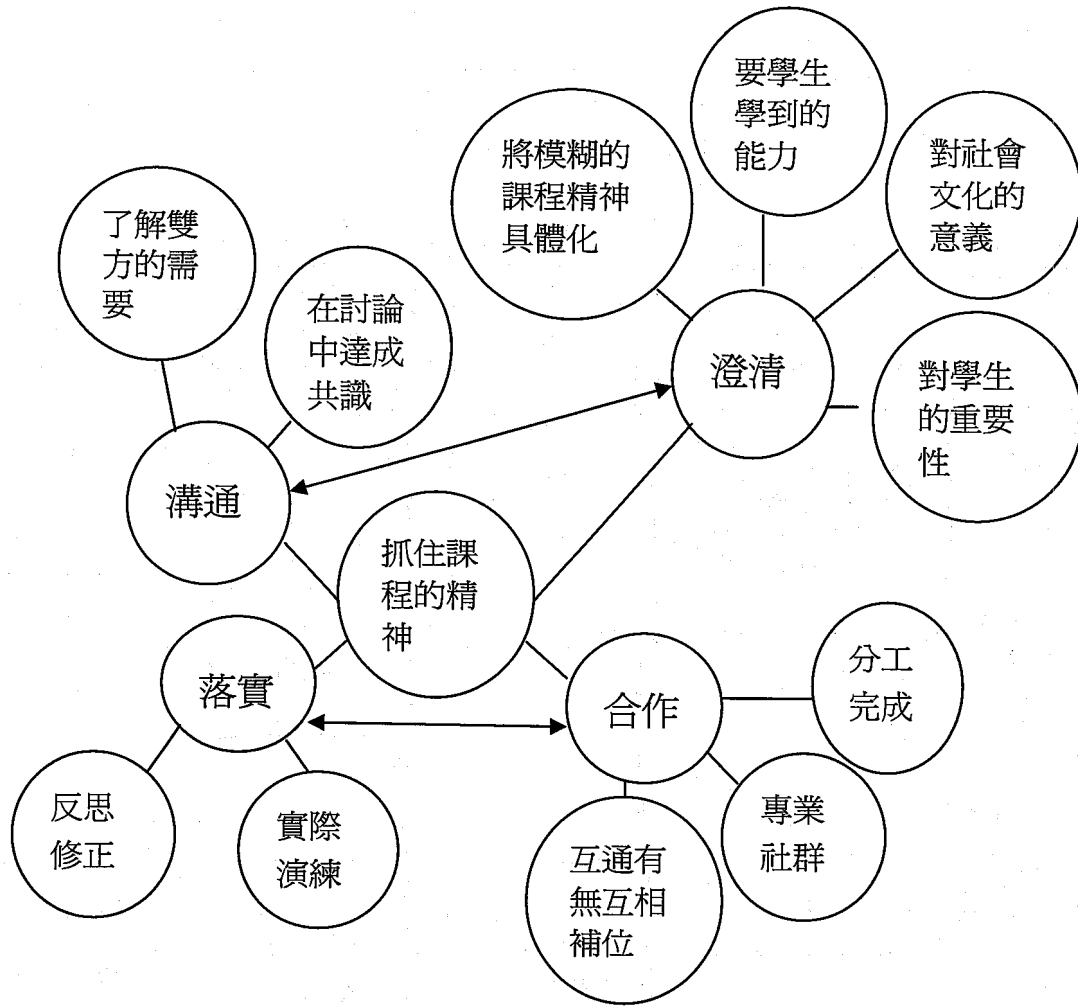 要學生
學到的
能力
將模糊的
課程精神
具體化
對社會
文化的
意義
了解雙
方的需
要
在討論
中達成
共識
澄清
對學生
的重要
性
溝通
抓住課
程的精
神
落實
合作
分工
完成
反思
修正
實際
演練
專業
社群
互通有
無互相
補位